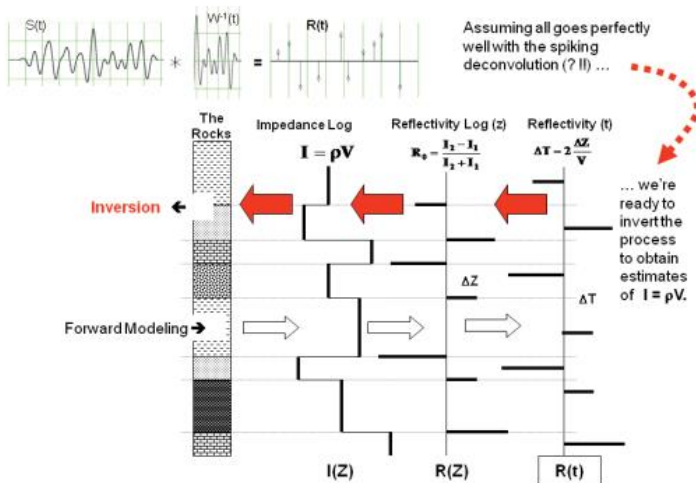 S(t)
W⁻¹(t)
R(t)
*
=
Assuming all goes perfectly
well with the spiking
deconvolution (? !!) ...
The
Rocks
Impedance Log
I = ρV
Reflectivity Log (z)
R₀ = (I₂ − I₁) / (I₂ + I₁)
Reflectivity (t)
ΔT = 2 ΔZ / V
... we're
ready to
invert the
process
to obtain
estimates
of I = ρV.
Inversion ←
ΔZ
ΔT
Forward Modeling →
I(Z)
R(Z)
R(t)